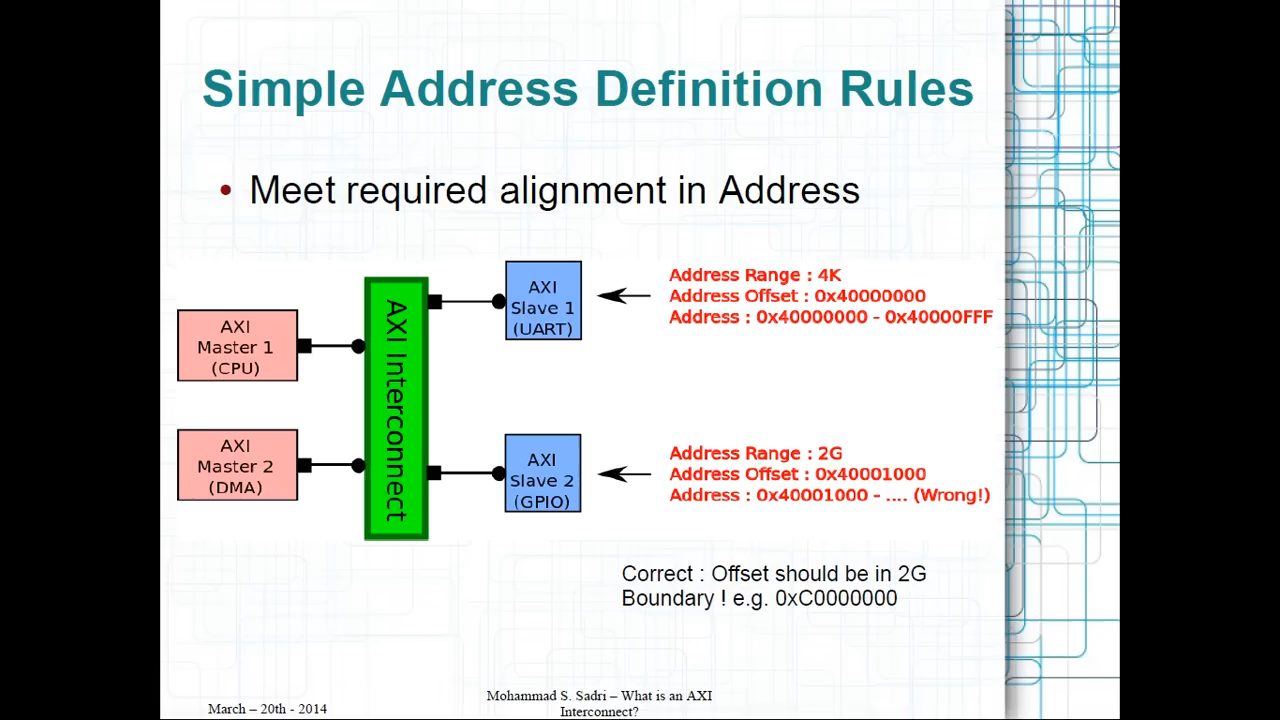 Simple Address Definition Rules
• Meet required alignment in Address
AXI
Slave 1
(UART)
Address Range : 4K
Address Offset : 0x40000000
Address : 0x40000000 - 0x40000FFF
AXI
Master 1
(CPU)
AXI Interconnect
AXI
Master 2
(DMA)
AXI
Slave 2
(GPIO)
Address Range : 2G
Address Offset : 0x40001000
Address : 0x40001000 - .... (Wrong!)
Correct : Offset should be in 2G
Boundary ! e.g. 0xC0000000
March – 20th - 2014
Mohammad S. Sadri – What is an AXI
Interconnect?